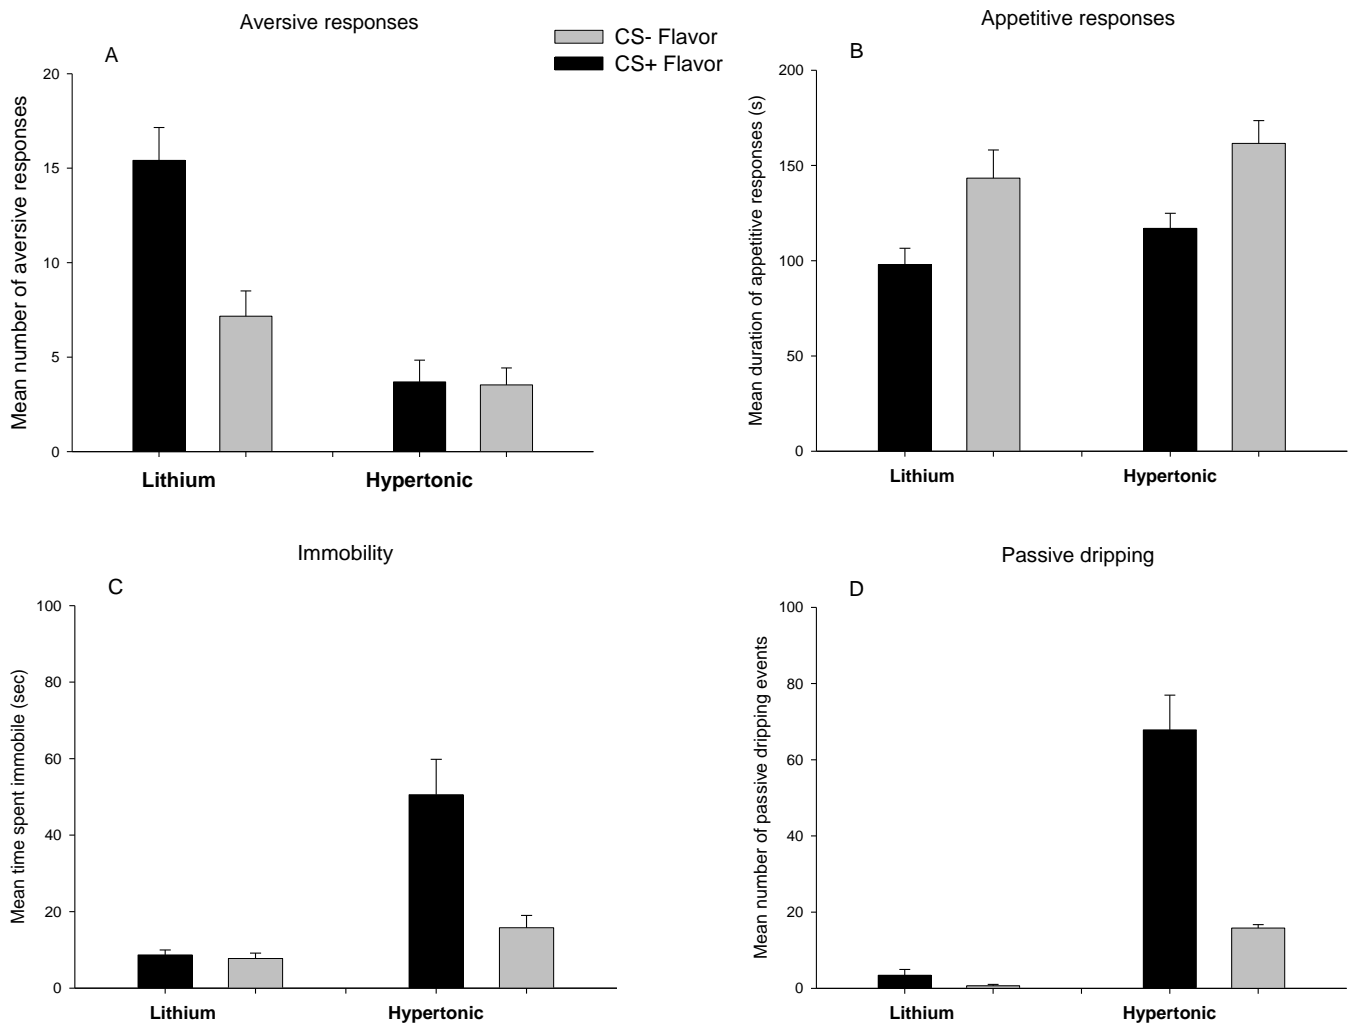 Aversive responses
CS- Flavor
CS+ Flavor
A
Mean number of aversive responses
20
15
10
5
0
Lithium
Hypertonic
Appetitive responses
B
Mean duration of appetitive responses (s)
200
150
100
50
0
Lithium
Hypertonic
Immobility
C
Mean time spent immobile (sec)
100
80
60
40
20
0
Lithium
Hypertonic
Passive dripping
D
Mean number of passive dripping events
100
80
60
40
20
0
Lithium
Hypertonic